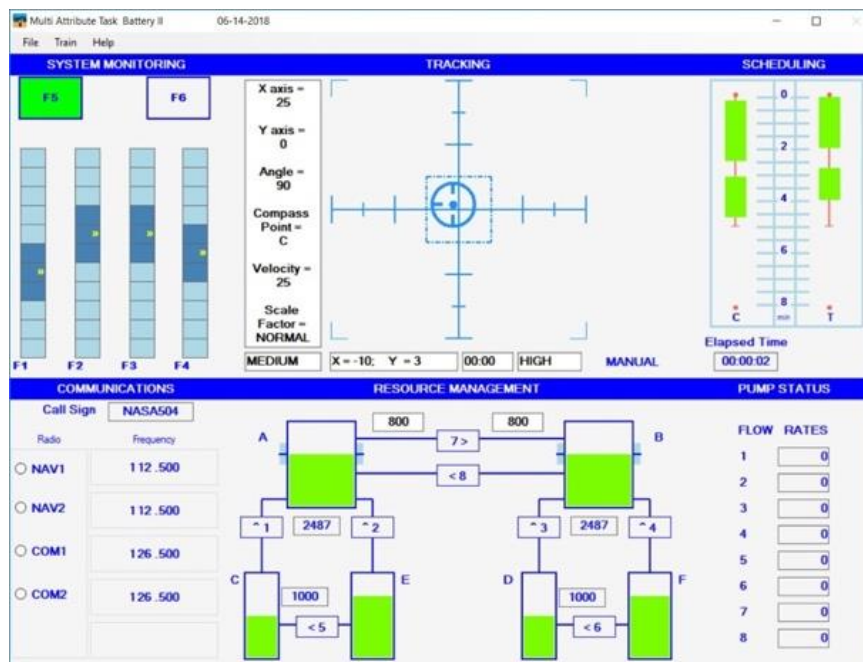 Multi Attribute Task Battery II 06-14-2018
File Train Help
SYSTEM MONITORING
F5 F6
F1 F2 F3 F4
TRACKING
X axis =
25
Y axis =
0
Angle =
90
Compass
Point =
C
Velocity =
25
Scale
Factor =
NORMAL
MEDIUM X = -10; Y = 3 00:00 HIGH MANUAL
SCHEDULING
0
2
4
6
8
C min T
Elapsed Time
00:00:02
COMMUNICATIONS
Call Sign NASA504
Radio Frequency
NAV1 112.500
NAV2 112.500
COM1 126.500
COM2 126.500
RESOURCE MANAGEMENT
800 800
A 7 > B
< 8
^ 1 2487 ^ 2 ^ 3 2487 ^ 4
C E D F
1000 1000
< 5 < 6
PUMP STATUS
FLOW RATES
1 0
2 0
3 0
4 0
5 0
6 0
7 0
8 0